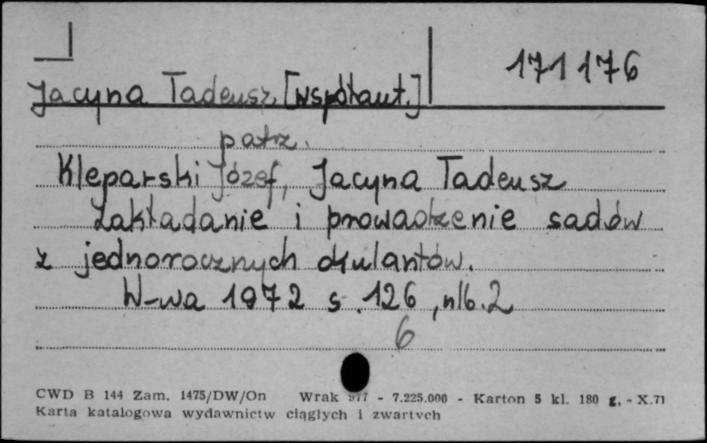 171176
Jacyna Tadeusz [współaut.]
patrz.
Kleparski Józef, Jacyna Tadeusz
Zakładanie i prowadzenie sadów
z jednorocznych okulantów.
W-wa 1972 s. 126, nlb. 2
6
CWD B 144 Zam. 1475/DW/On Wrak 977 - 7.225.000 - Karton 5 kl. 180 g. - X.71
Karta katalogowa wydawnictw ciągłych i zwartych